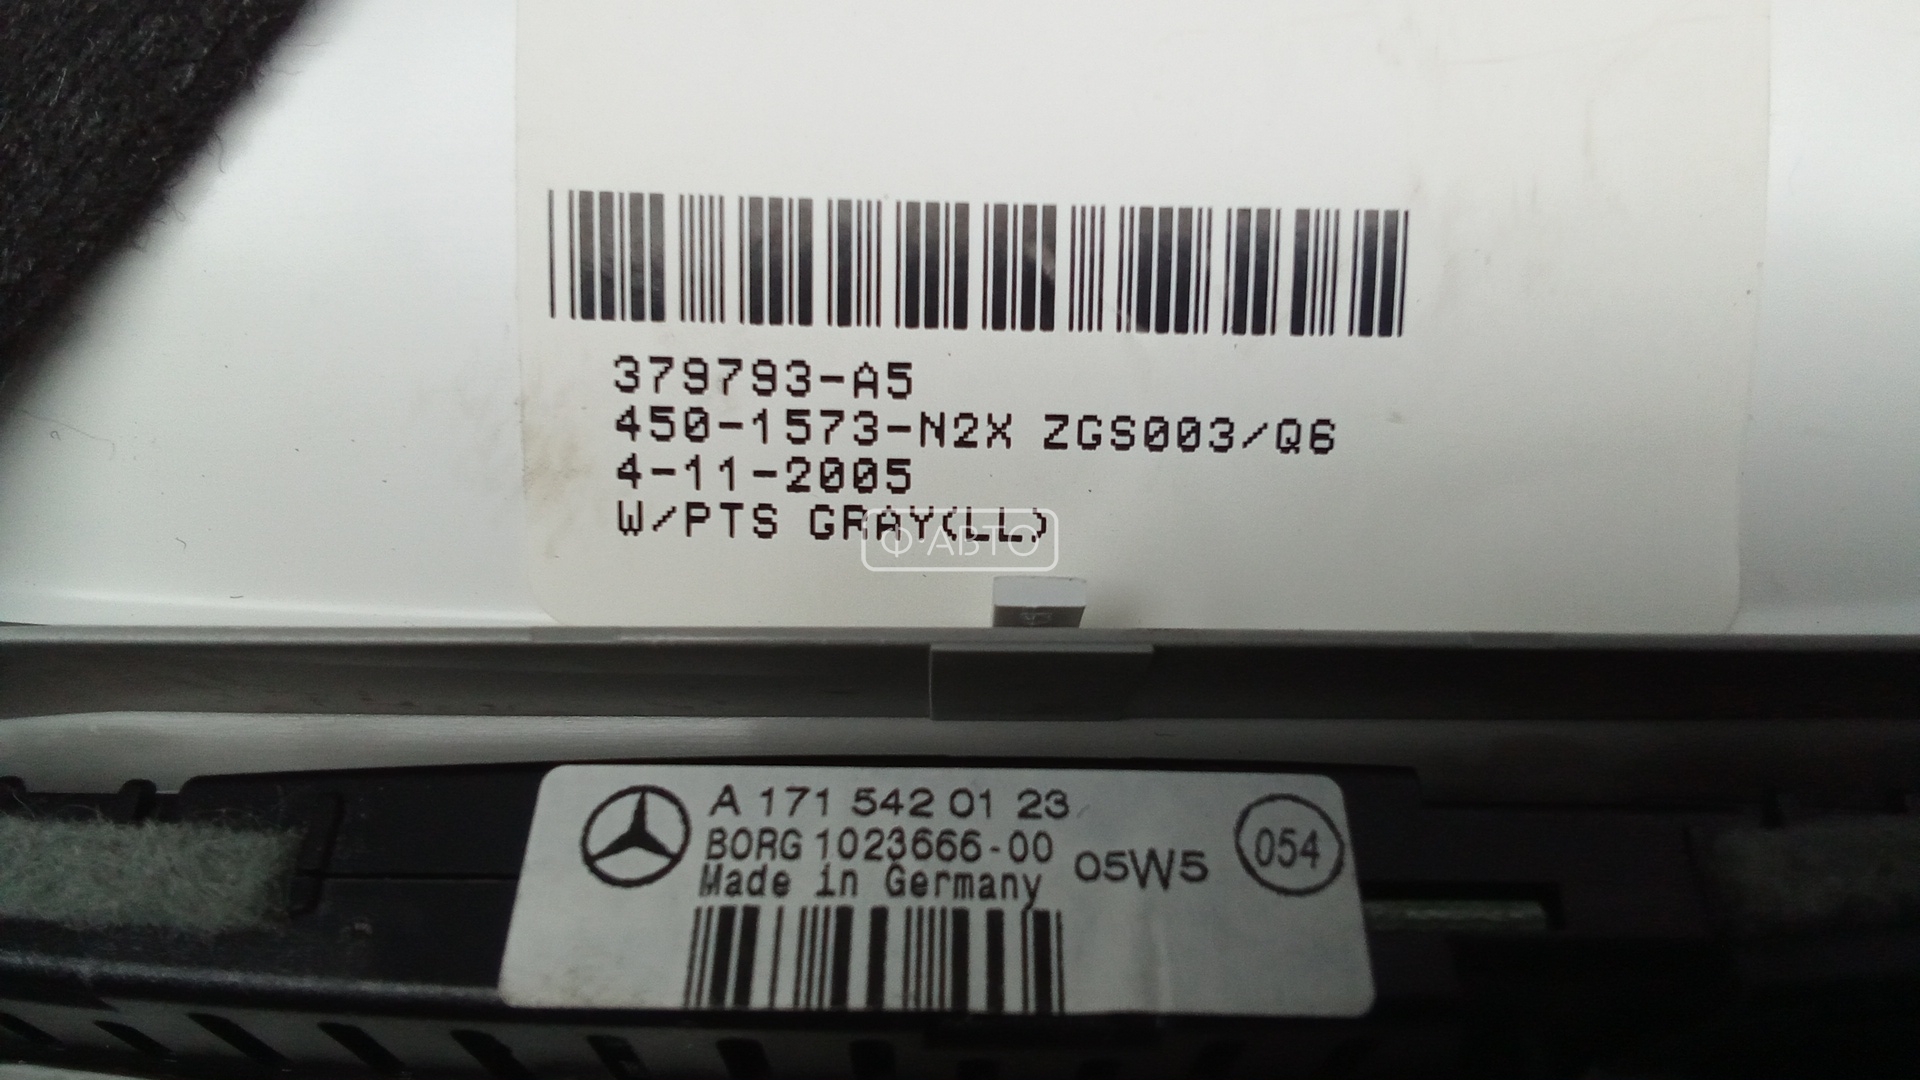 379793-A5
450-1573-N2X ZGS003/Q6
4-11-2005
W/PTS GRAY(LL)
Ф-АВТО
A 171 542 01 23
BORG 1023666-00
05W5
054
Made in Germany